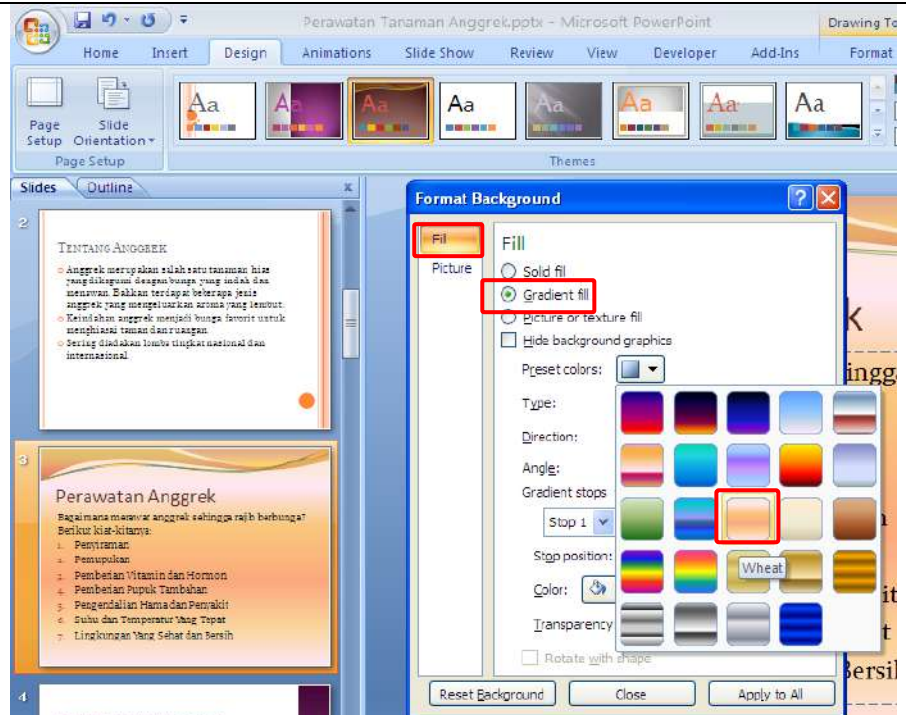 Perawatan Tanaman Anggrek.pptx - Microsoft PowerPoint
Drawing To
Home Insert Design Animations Slide Show Review View Developer Add-Ins Format
Page Setup
Slide Orientation
Aa Aa Aa Aa Aa Aa Aa Aa
Page Setup
Themes
Slides Outline x
Format Background
2
TENTANG ANGGREK
Anggrek merupakan salah satu tanaman hias
yang dikagumi dengan bunga yang indah dan
menawan. Bahkan terdapat beberapa jenis
anggrek yang mengeluarkan aroma yang lembut.
Keindahan anggrek menjadi bunga favorit untuk
menghiasi taman dan ruangan.
Sering diadakan lomba tingkat nasional dan
internasional
3
Perawatan Anggrek
Bagaimana merawat anggrek sehingga rajib berbunga?
Berikut kiat-kitanya:
1. Penyiraman
2. Pemupukan
3. Pemberian Vitamin dan Hormon
4. Pemberian Pupuk Tambahan
5. Pengendalian Hama dan Penyakit
6. Suhu dan Temperatur Yang Tepat
7. Lingkungan Yang Sehat dan Bersih
4
Fill
Picture
Fill
Solid fill
Gradient fill
Picture or texture fill
Hide background graphics
Preset colors:
Type:
Direction:
Angle:
Gradient stops
Stop 1
Stop position:
Color:
Transparency
Rotate with shape
Wheat
Reset Background Close Apply to All
k
ingga
n
it
t
Bersih